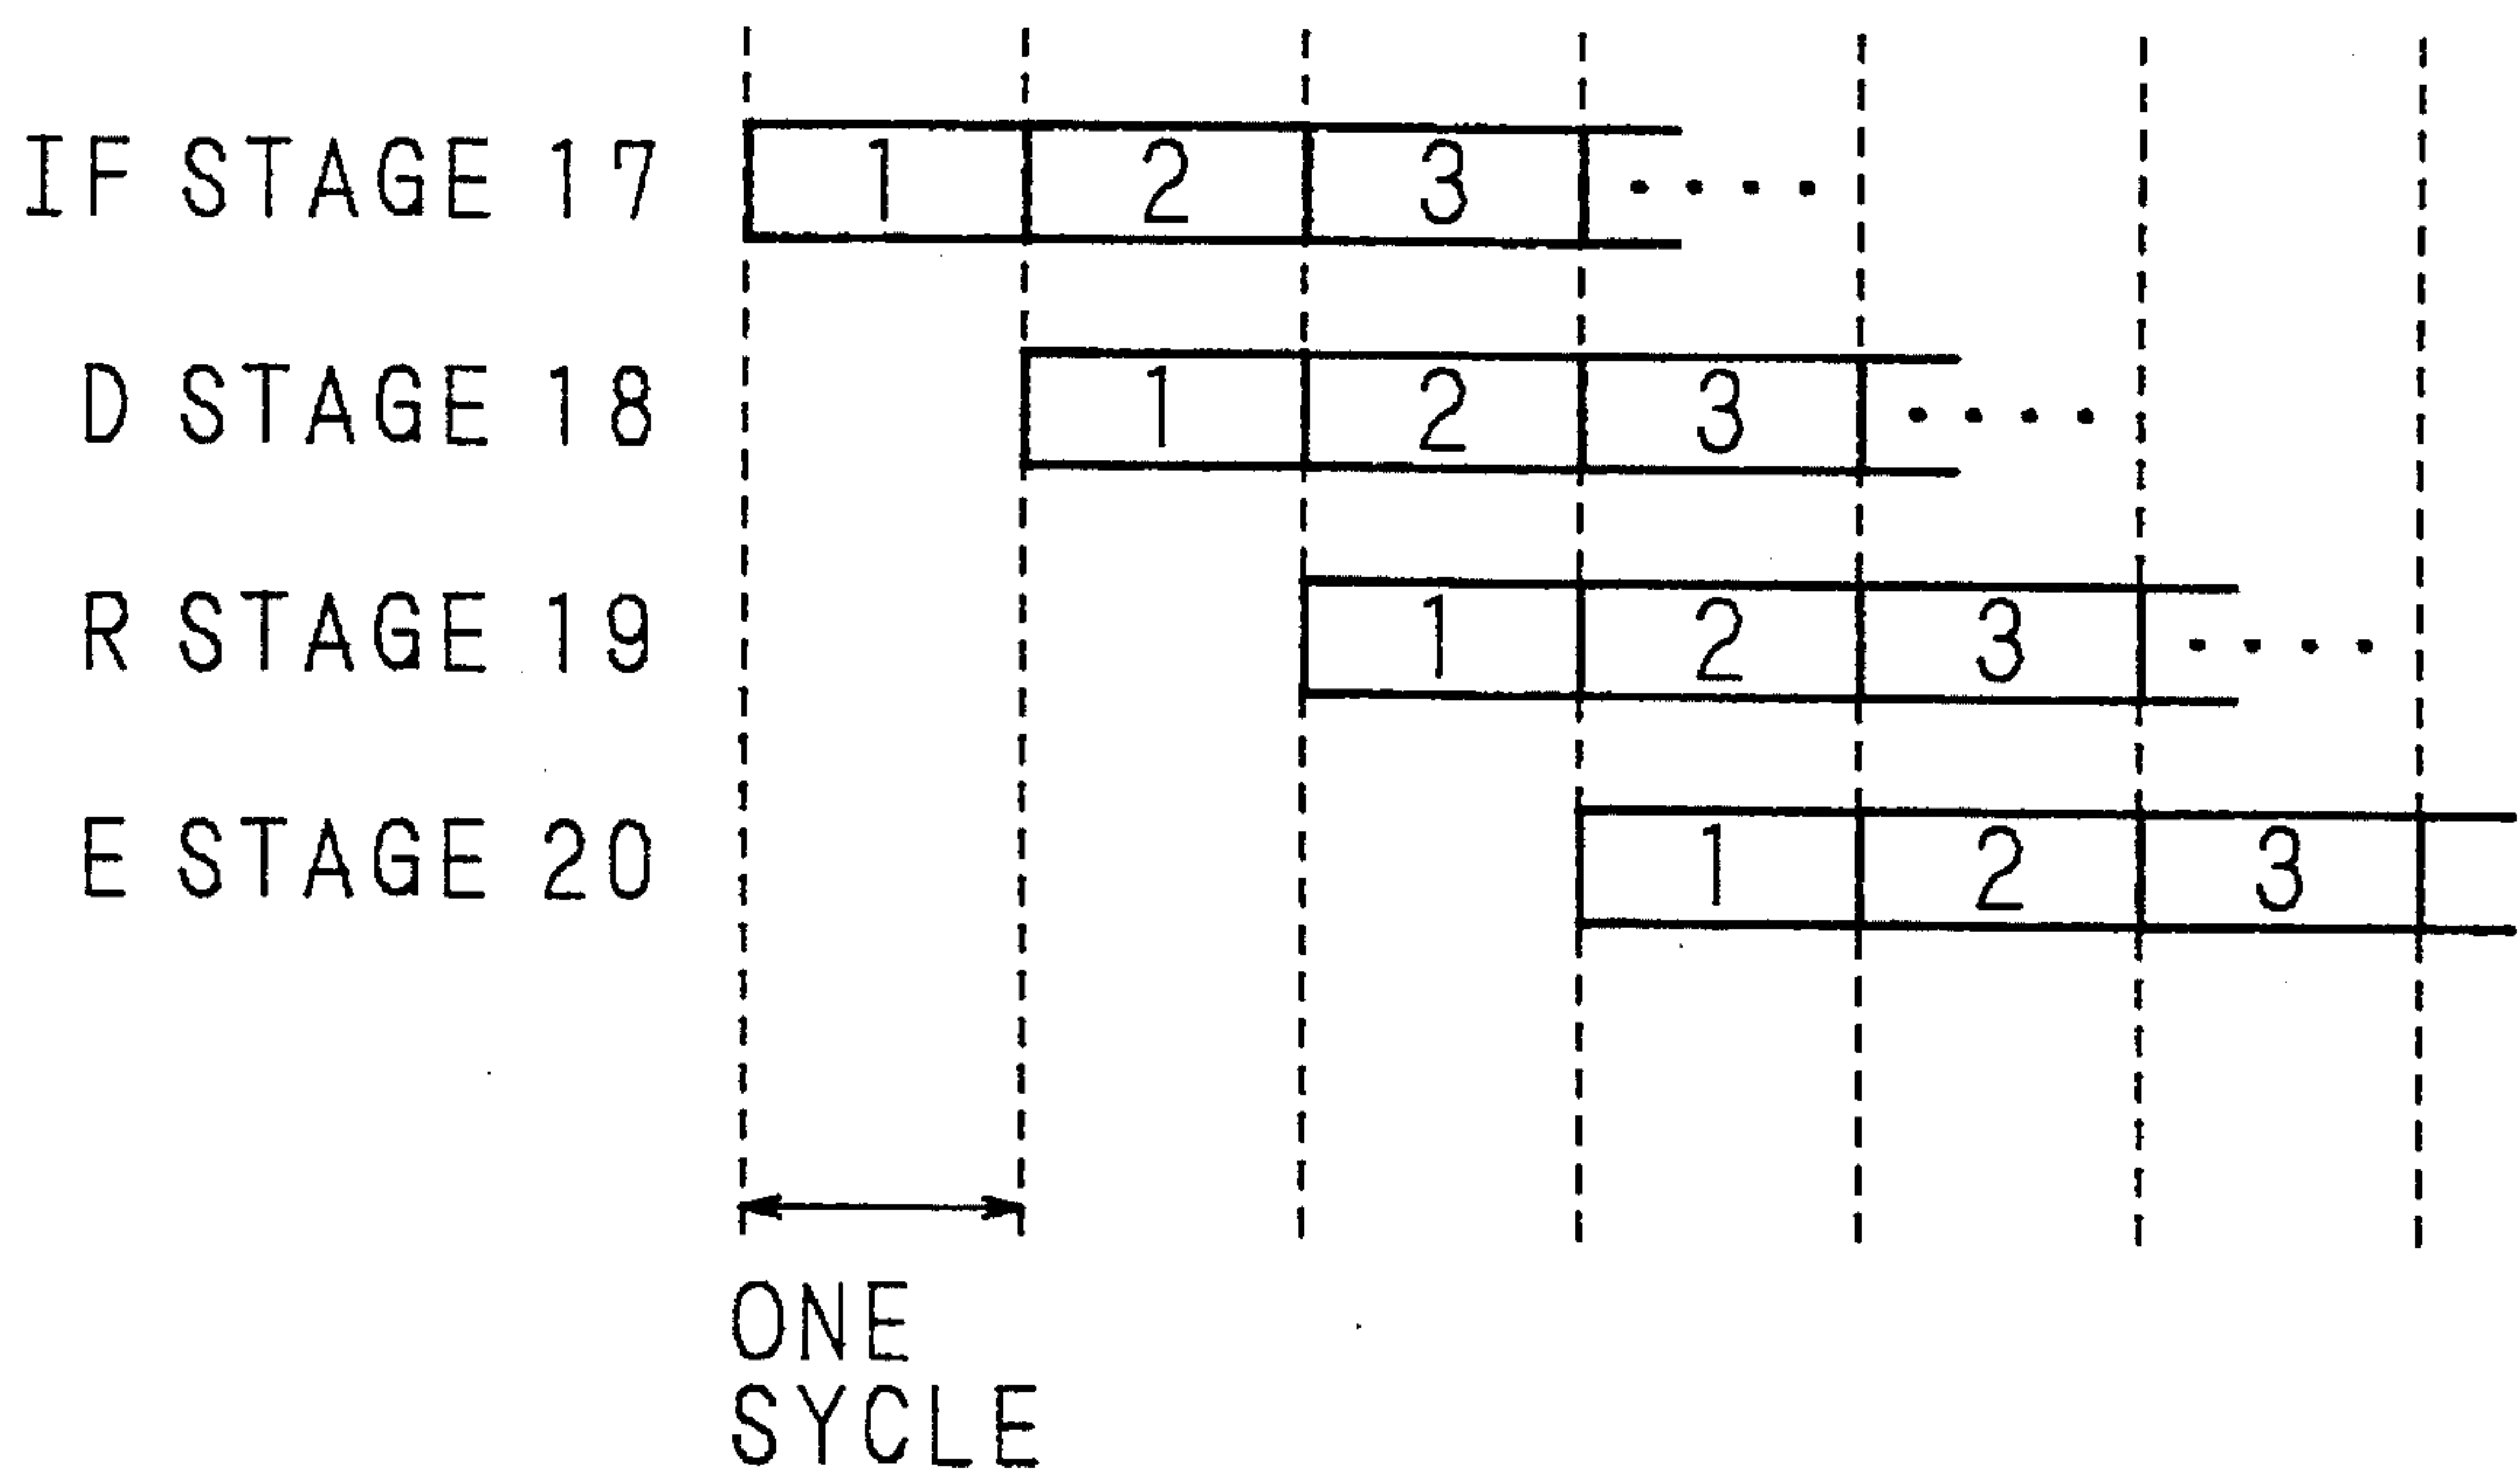 IF STAGE 17 1 2 3 ....
D STAGE 18 1 2 3 ....
R STAGE 19 1 2 3 ....
E STAGE 20 1 2 3
ONE
SYCLE